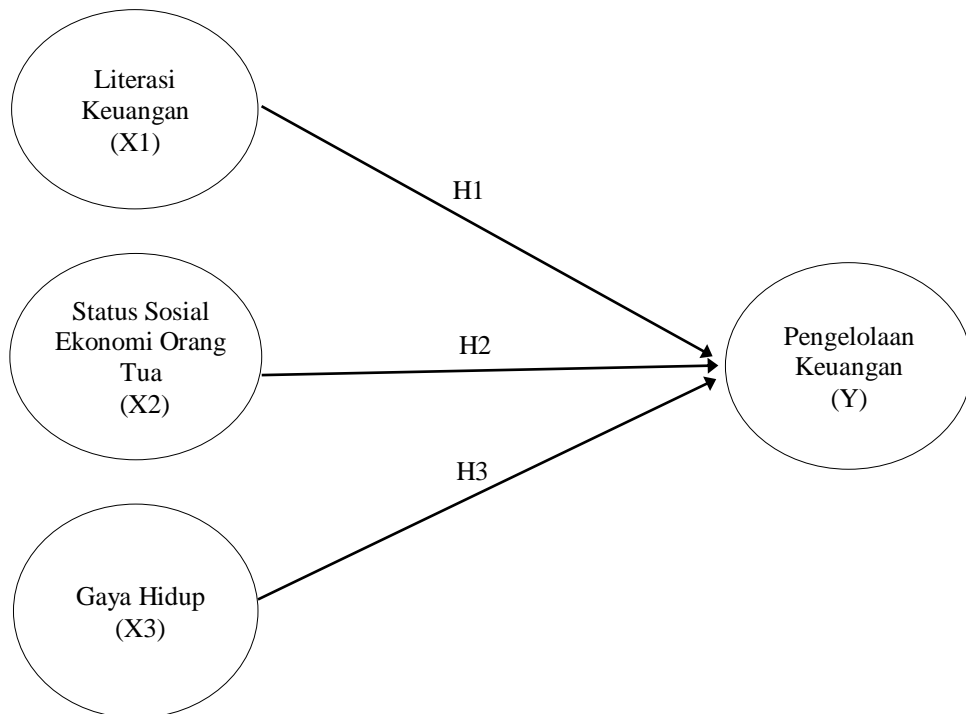 Literasi
Keuangan
(X1)
H1
Status Sosial
Ekonomi Orang
Tua
(X2)
H2
Pengelolaan
Keuangan
(Y)
H3
Gaya Hidup
(X3)